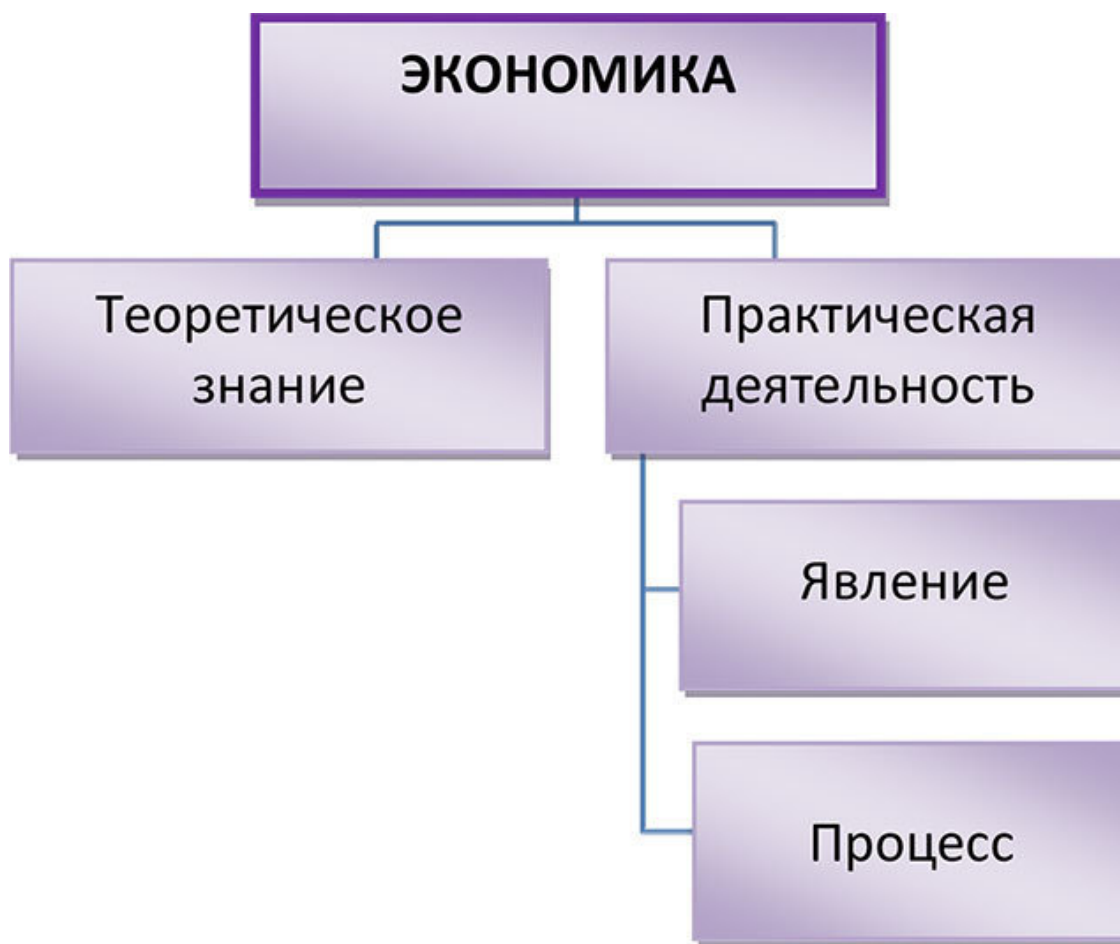 ЭКОНОМИКА
Теоретическое
знание
Практическая
деятельность
Явление
Процесс